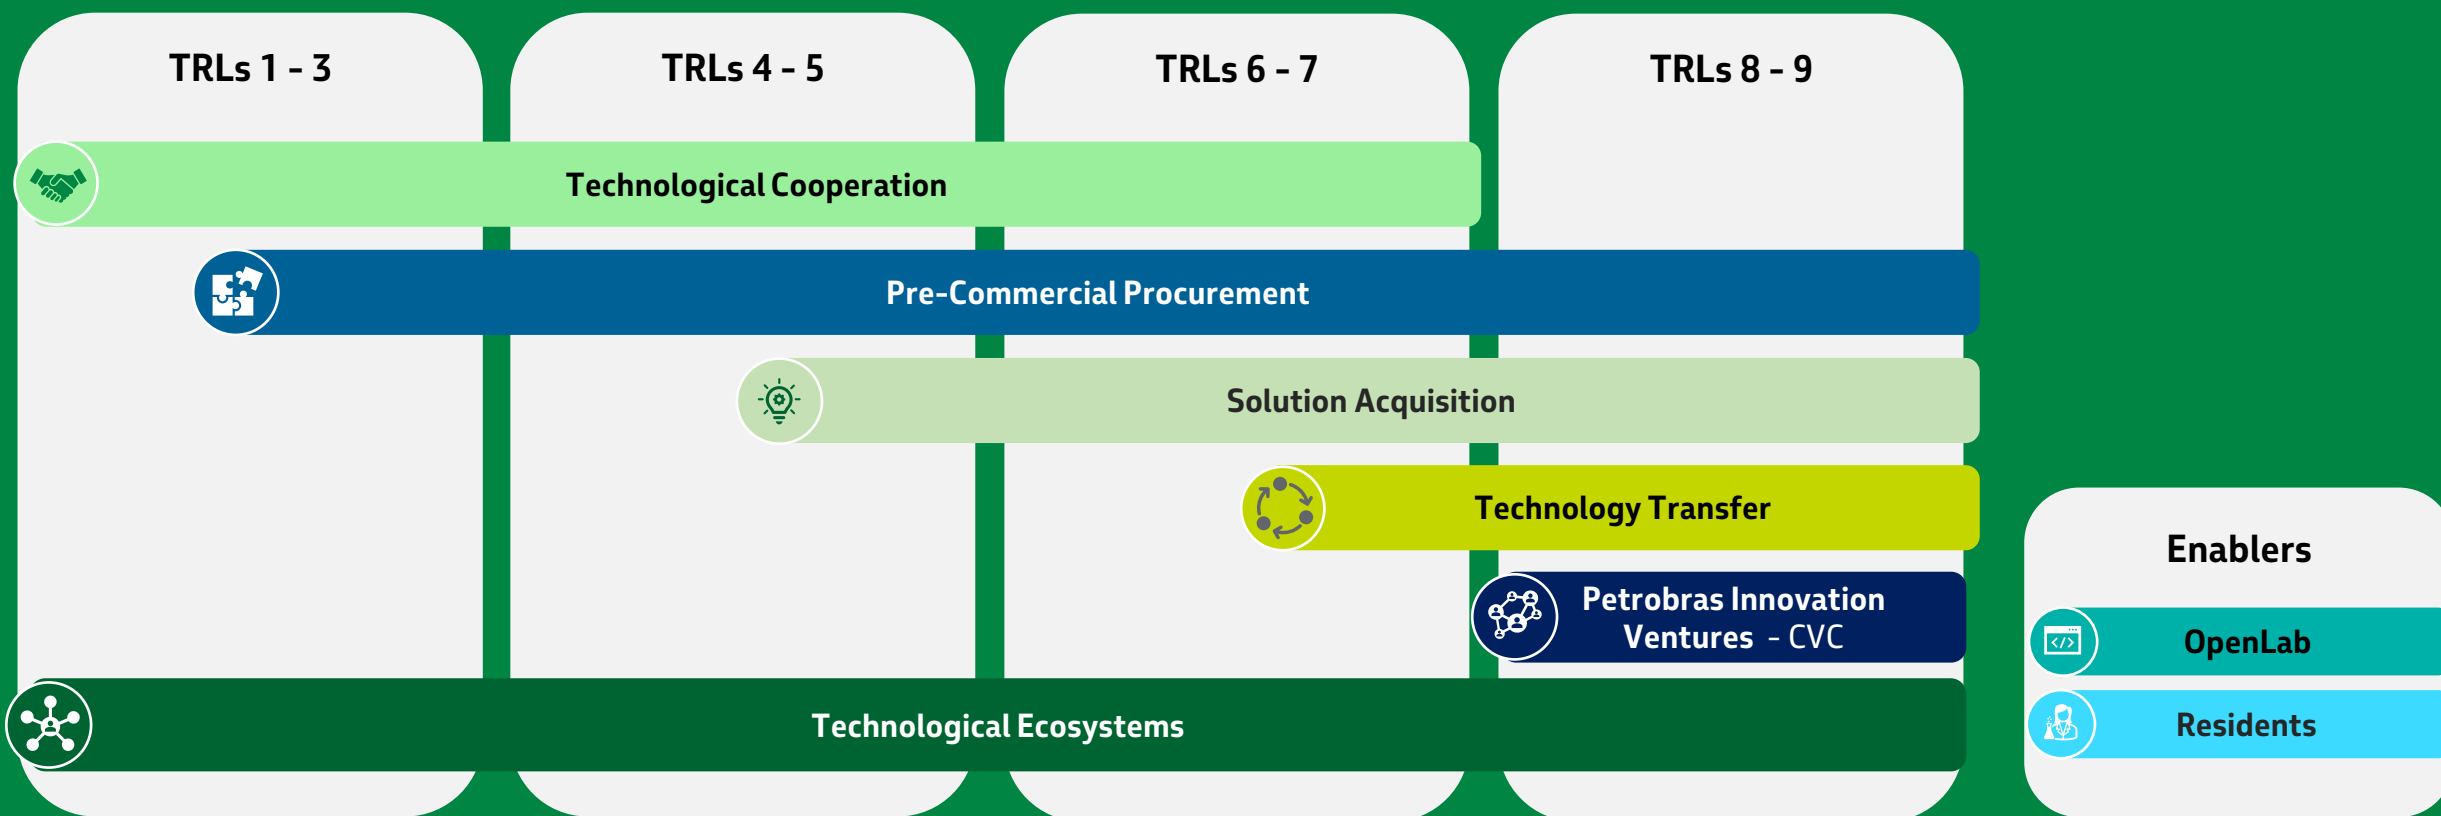 TRLs 1 - 3
TRLs 4 - 5
TRLs 6 - 7
TRLs 8 - 9
Technological Cooperation
Pre-Commercial Procurement
Solution Acquisition
Technology Transfer
Petrobras Innovation
Ventures - CVC
Technological Ecosystems
Enablers
OpenLab
Residents